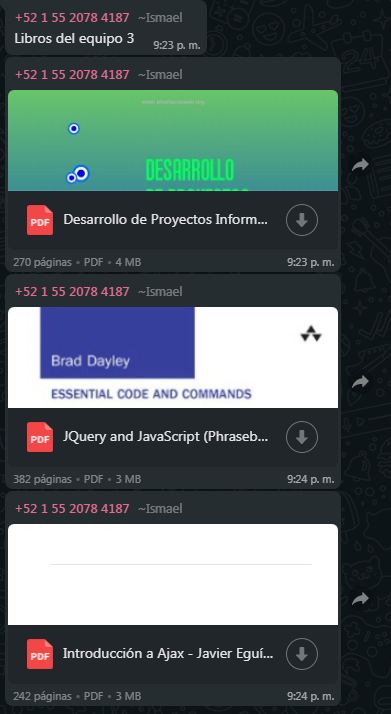 +52 1 55 2078 4187 ~Ismael
Libros del equipo 3
9:23 p. m.
+52 1 55 2078 4187 ~Ismael
DESARROLLO
DE PROYECTOS
PDF
Desarrollo de Proyectos Inform...
270 páginas • PDF • 4 MB
9:23 p. m.
+52 1 55 2078 4187 ~Ismael
Brad Dayley
ESSENTIAL CODE AND COMMANDS
PDF
JQuery and JavaScript (Phraseb...
382 páginas • PDF • 3 MB
9:24 p. m.
+52 1 55 2078 4187 ~Ismael
PDF
Introducción a Ajax - Javier Eguí...
242 páginas • PDF • 3 MB
9:24 p. m.